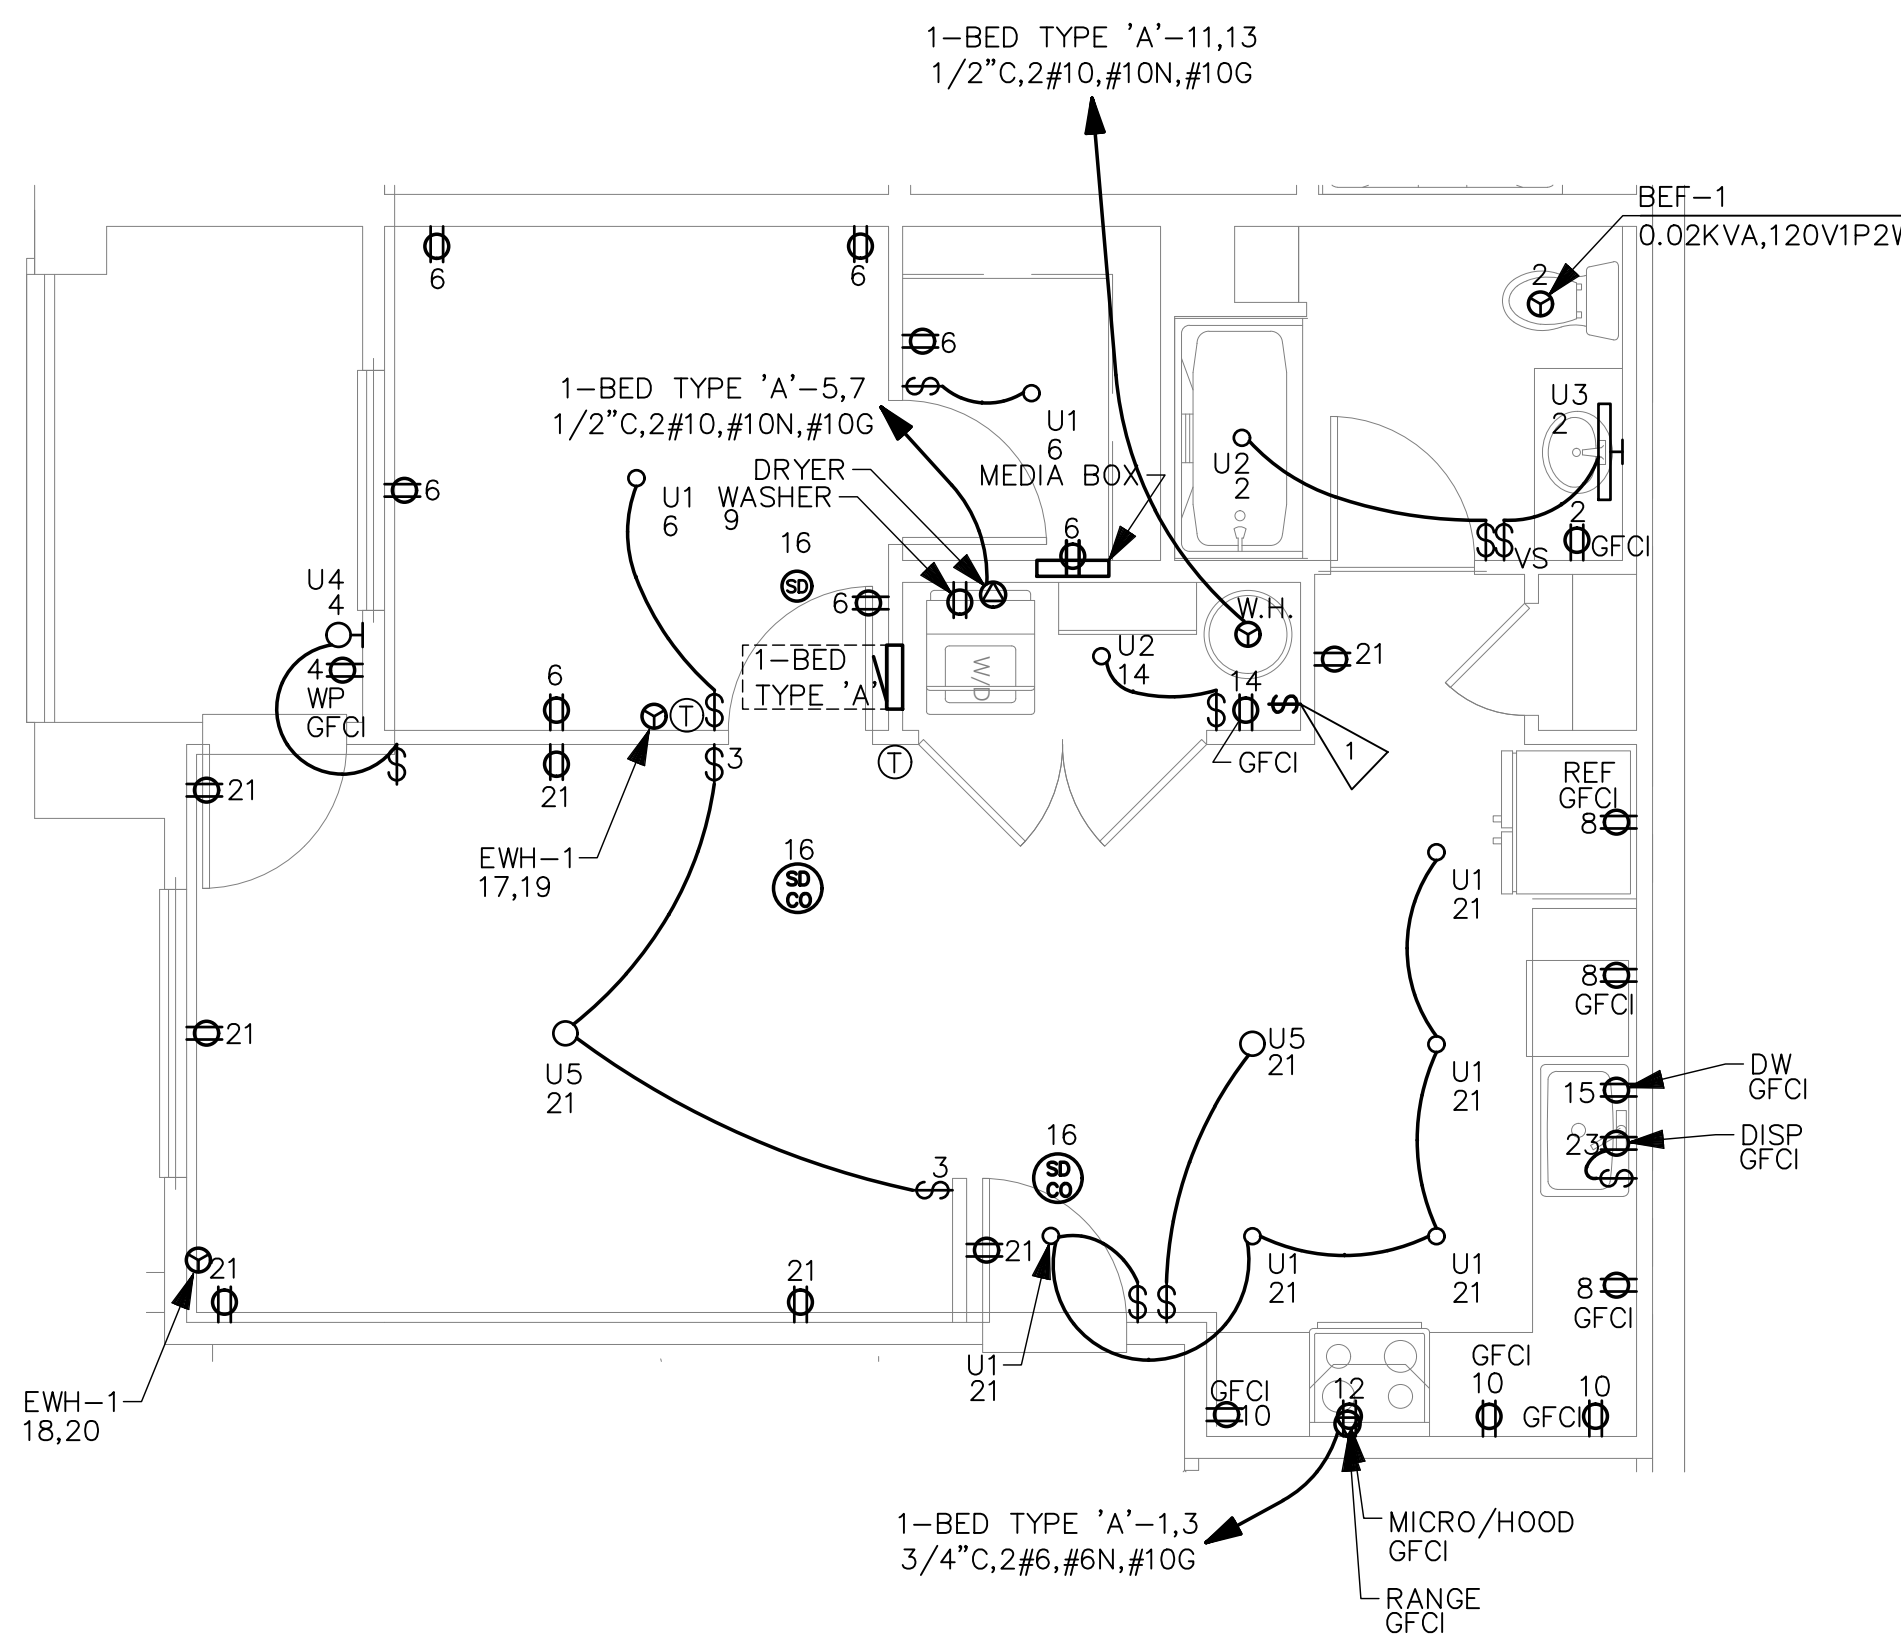 1-BED TYPE 'A'-11,13
1/2"C,2#10,#10N,#10G
BEF-1
0.02KVA,120V1P2W
6
6
2
6
1-BED TYPE 'A'-5,7
1/2"C,2#10,#10N,#10G
U1
6
U3
2
DRYER
WASHER
9
MEDIA BOX
U2
2
6
U1
6
16
SD
6
2
GFCI
$
$
$
VS
U4
4
6
W.H.
4
WP
GFCI
1-BED
TYPE 'A'
W/D
U2
14
21
6
T
$
$
14
$
GFCI
1
$
21
21
$
3
T
REF
GFCI
8
EWH-1
17,19
16
SD
CO
U1
21
21
8
GFCI
U5
21
U5
21
U1
21
DW
GFCI
15
DISP
GFCI
23
$
16
SD
CO
3
$
21
21
21
$
$
U1
21
U1
21
U1
21
8
GFCI
EWH-1
18,20
GFCI
10
12
GFCI
10
10
GFCI
1-BED TYPE 'A'-1,3
3/4"C,2#6,#6N,#10G
MICRO/HOOD
GFCI
RANGE
GFCI